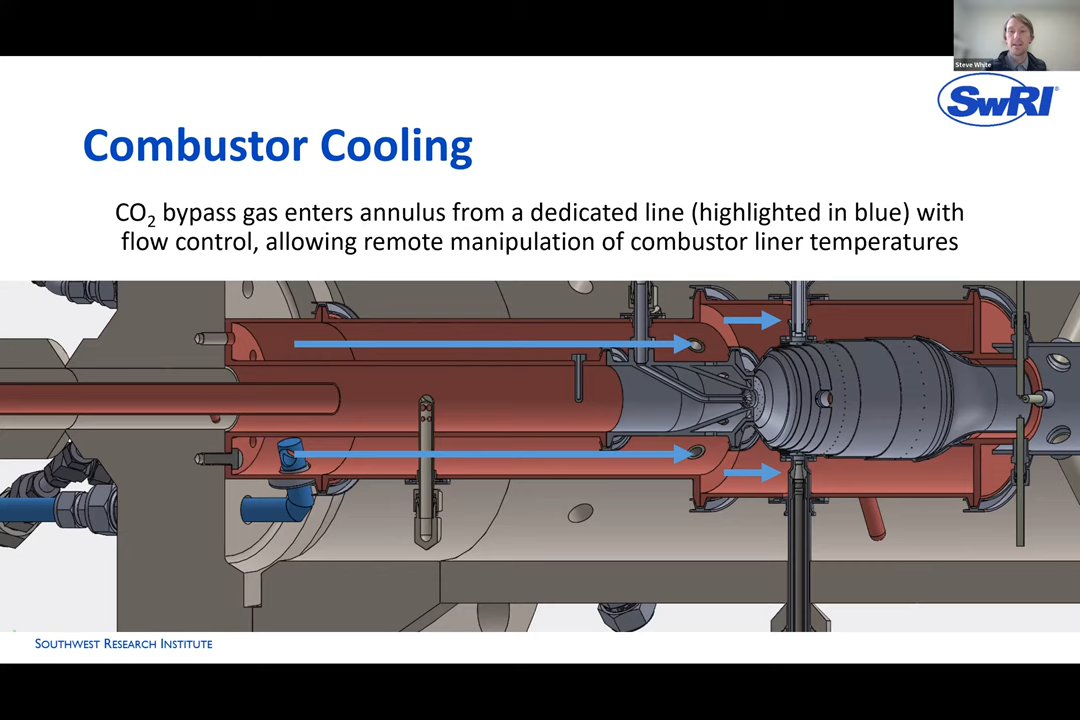 Steve White
SwRI®
Combustor Cooling
CO₂ bypass gas enters annulus from a dedicated line (highlighted in blue) with
flow control, allowing remote manipulation of combustor liner temperatures
SOUTHWEST RESEARCH INSTITUTE